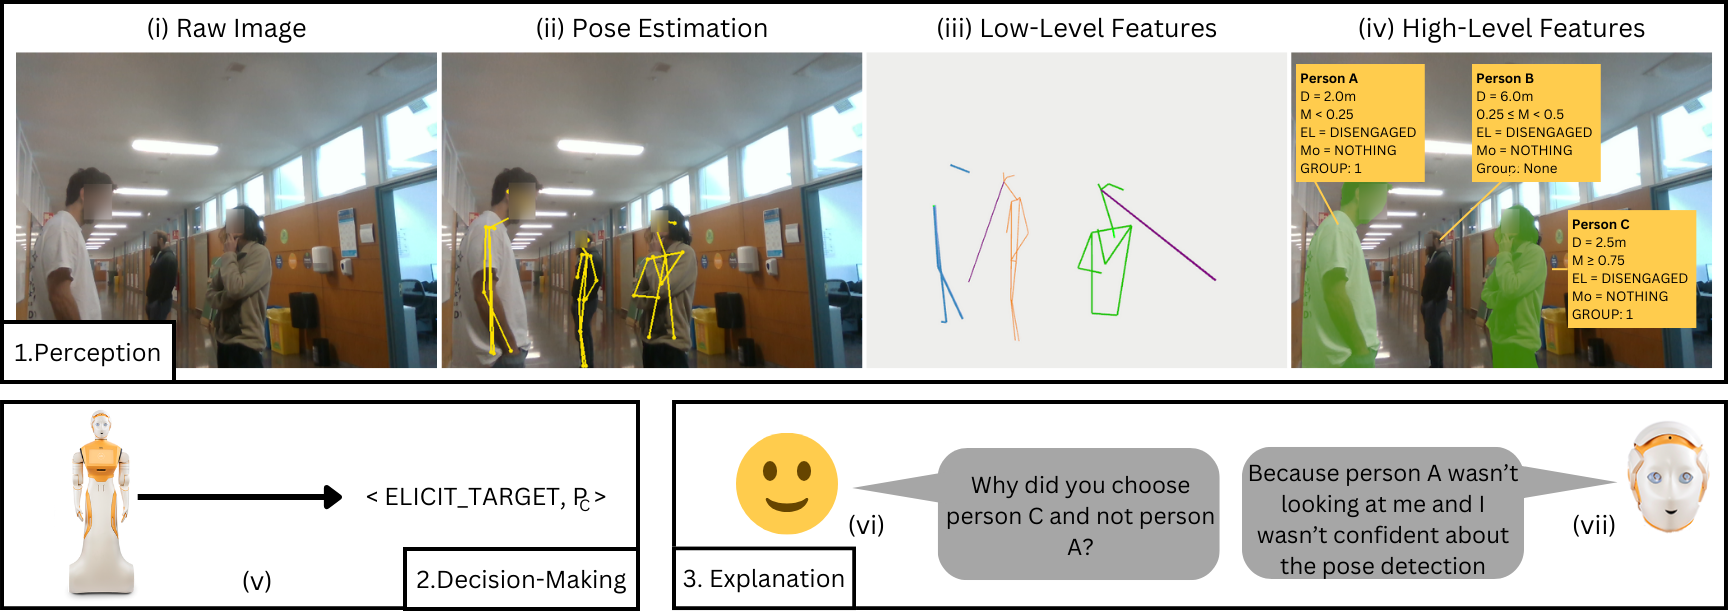 (i) Raw Image
(ii) Pose Estimation
(iii) Low-Level Features
(iv) High-Level Features
Person A
D = 2.0m
M < 0.25
EL = DISENGAGED
Mo = NOTHING
GROUP: 1
Person B
D = 6.0m
0.25 ≤ M < 0.5
EL = DISENGAGED
Mo = NOTHING
Group: None
Person C
D = 2.5m
M ≥ 0.75
EL = DISENGAGED
Mo = NOTHING
GROUP: 1
1.Perception
< ELICIT_TARGET, P_C >
(v)
2.Decision-Making
Why did you choose
person C and not person
A?
(vi)
Because person A wasn't
looking at me and I
wasn't confident about
the pose detection
(vii)
3. Explanation